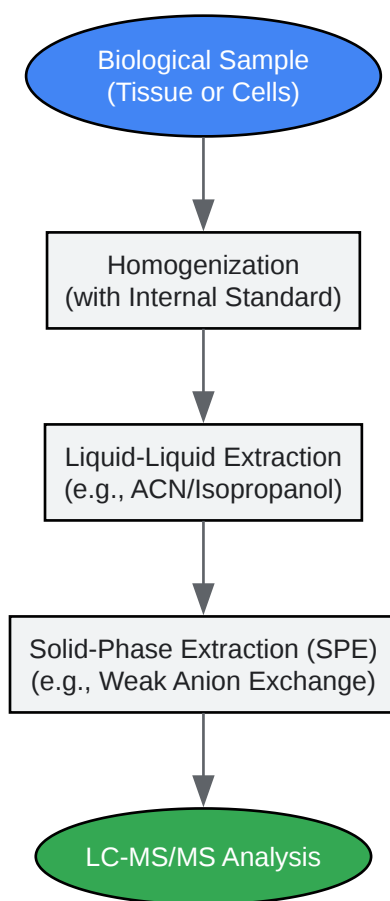 Biological Sample
(Tissue or Cells)
Homogenization
(with Internal Standard)
Liquid-Liquid Extraction
(e.g., ACN/Isopropanol)
Solid-Phase Extraction (SPE)
(e.g., Weak Anion Exchange)
LC-MS/MS Analysis